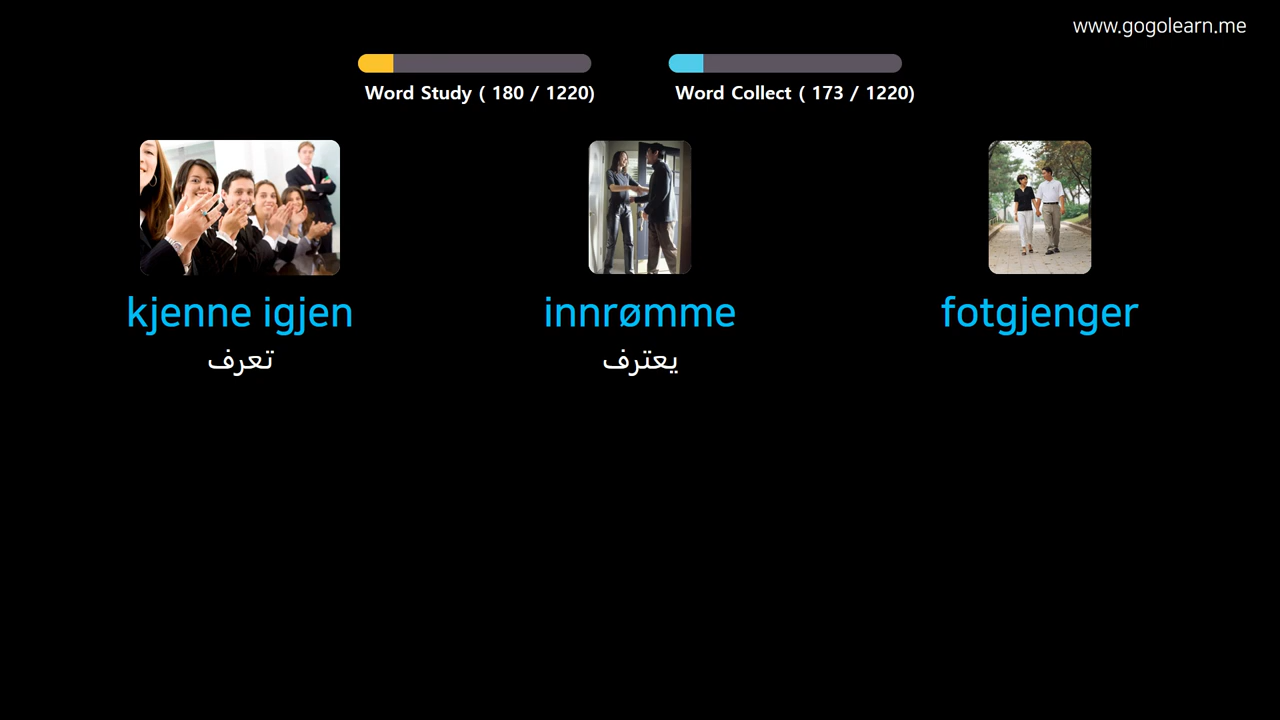 www.gogolearn.me
Word Study ( 180 / 1220)
Word Collect ( 173 / 1220)
kjenne igjen
innrømme
fotgjenger
تعرف
يعترف